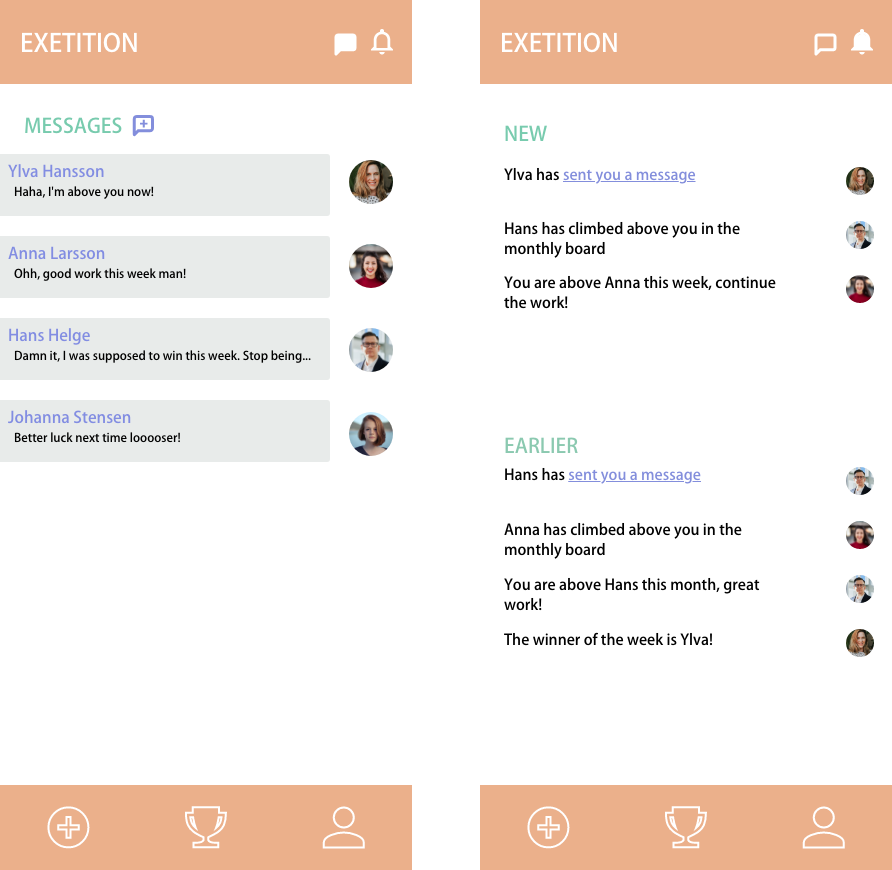 EXETITION
MESSAGES
Ylva Hansson
Haha, I'm above you now!
Anna Larsson
Ohh, good work this week man!
Hans Helge
Damn it, I was supposed to win this week. Stop being...
Johanna Stensen
Better luck next time looooser!
EXETITION
NEW
Ylva has sent you a message
Hans has climbed above you in the
monthly board
You are above Anna this week, continue
the work!
EARLIER
Hans has sent you a message
Anna has climbed above you in the
monthly board
You are above Hans this month, great
work!
The winner of the week is Ylva!